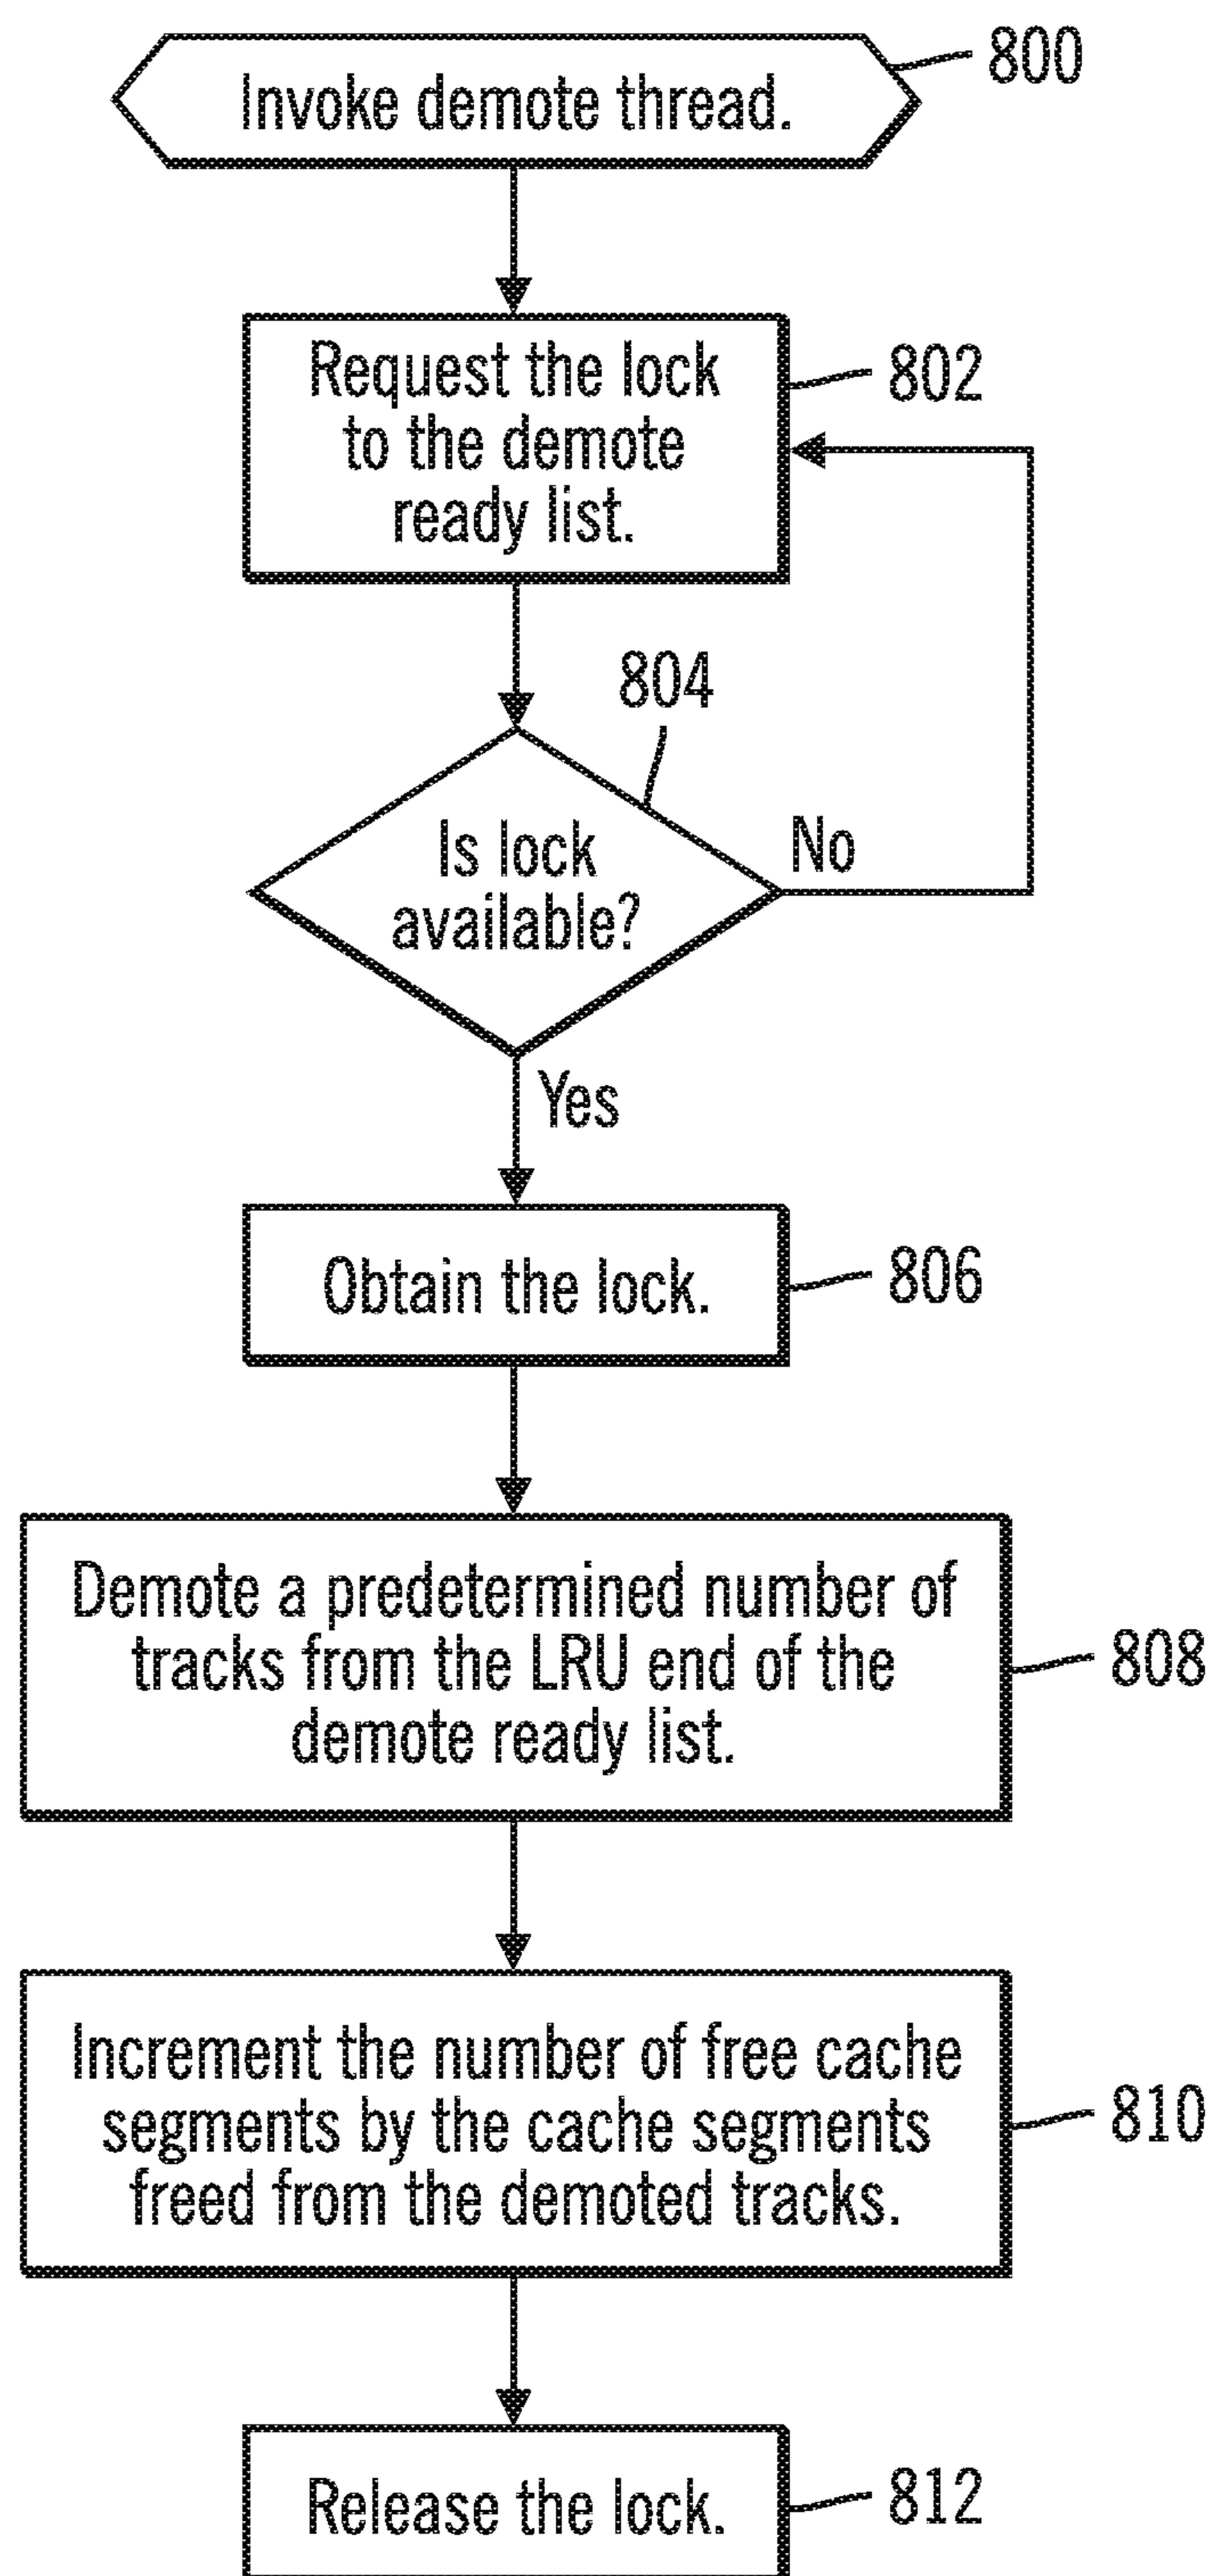 Invoke demote thread.
800
Request the lock
to the demote
ready list.
802
804
Is lock
available?
No
Yes
Obtain the lock.
806
Demote a predetermined number of
tracks from the LRU end of the
demote ready list.
808
Increment the number of free cache
segments by the cache segments
freed from the demoted tracks.
810
Release the lock.
812